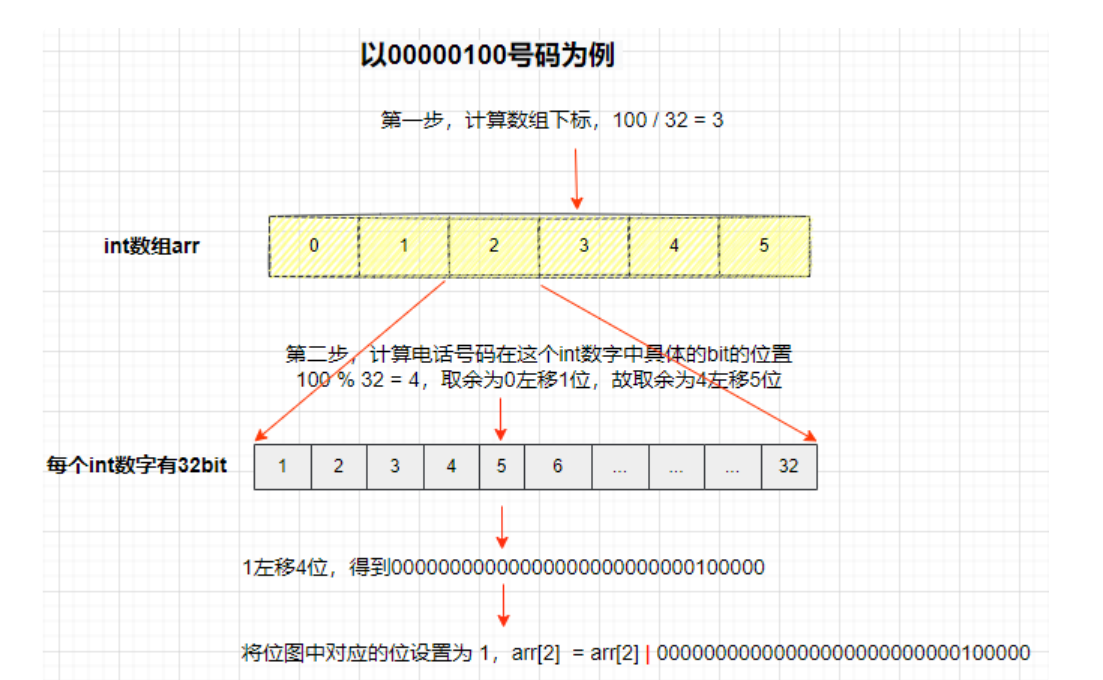 以00000100号码为例
第一步，计算数组下标，100 / 32 = 3
int数组arr
0 1 2 3 4 5
第二步，计算电话号码在这个int数字中具体的bit的位置
100 % 32 = 4，取余为0左移1位，故取余为4左移5位
每个int数字有32bit
1 2 3 4 5 6 ... ... ... 32
1左移4位，得到00000000000000000000000000100000
将位图中对应的位设置为 1，arr[2] = arr[2] | 00000000000000000000000000100000